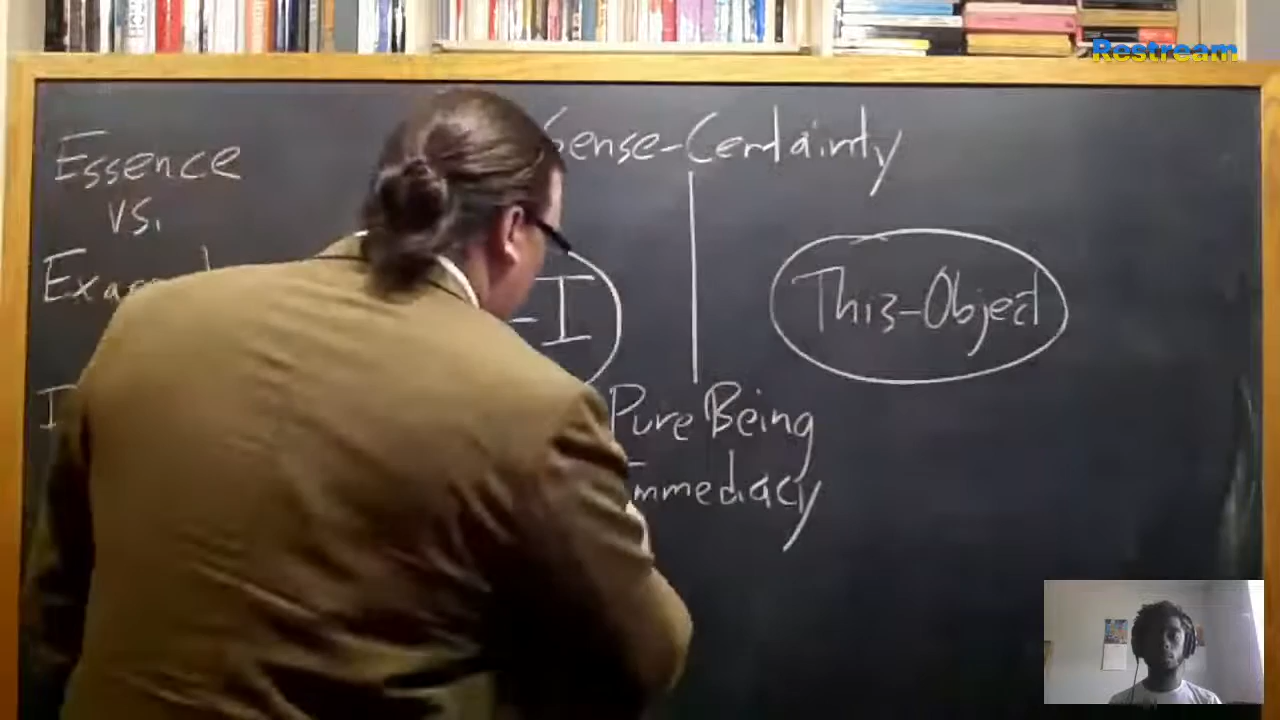 Restream
Sense-Certainty
Essence
vs.
-I
This-Object
Pure Being
Immediacy